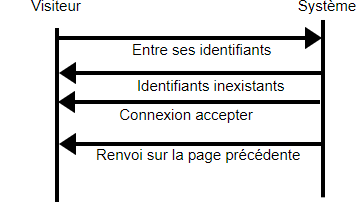 Visiteur Système
Entre ses identifiants
Identifiants inexistants
Connexion accepter
Renvoi sur la page précédente